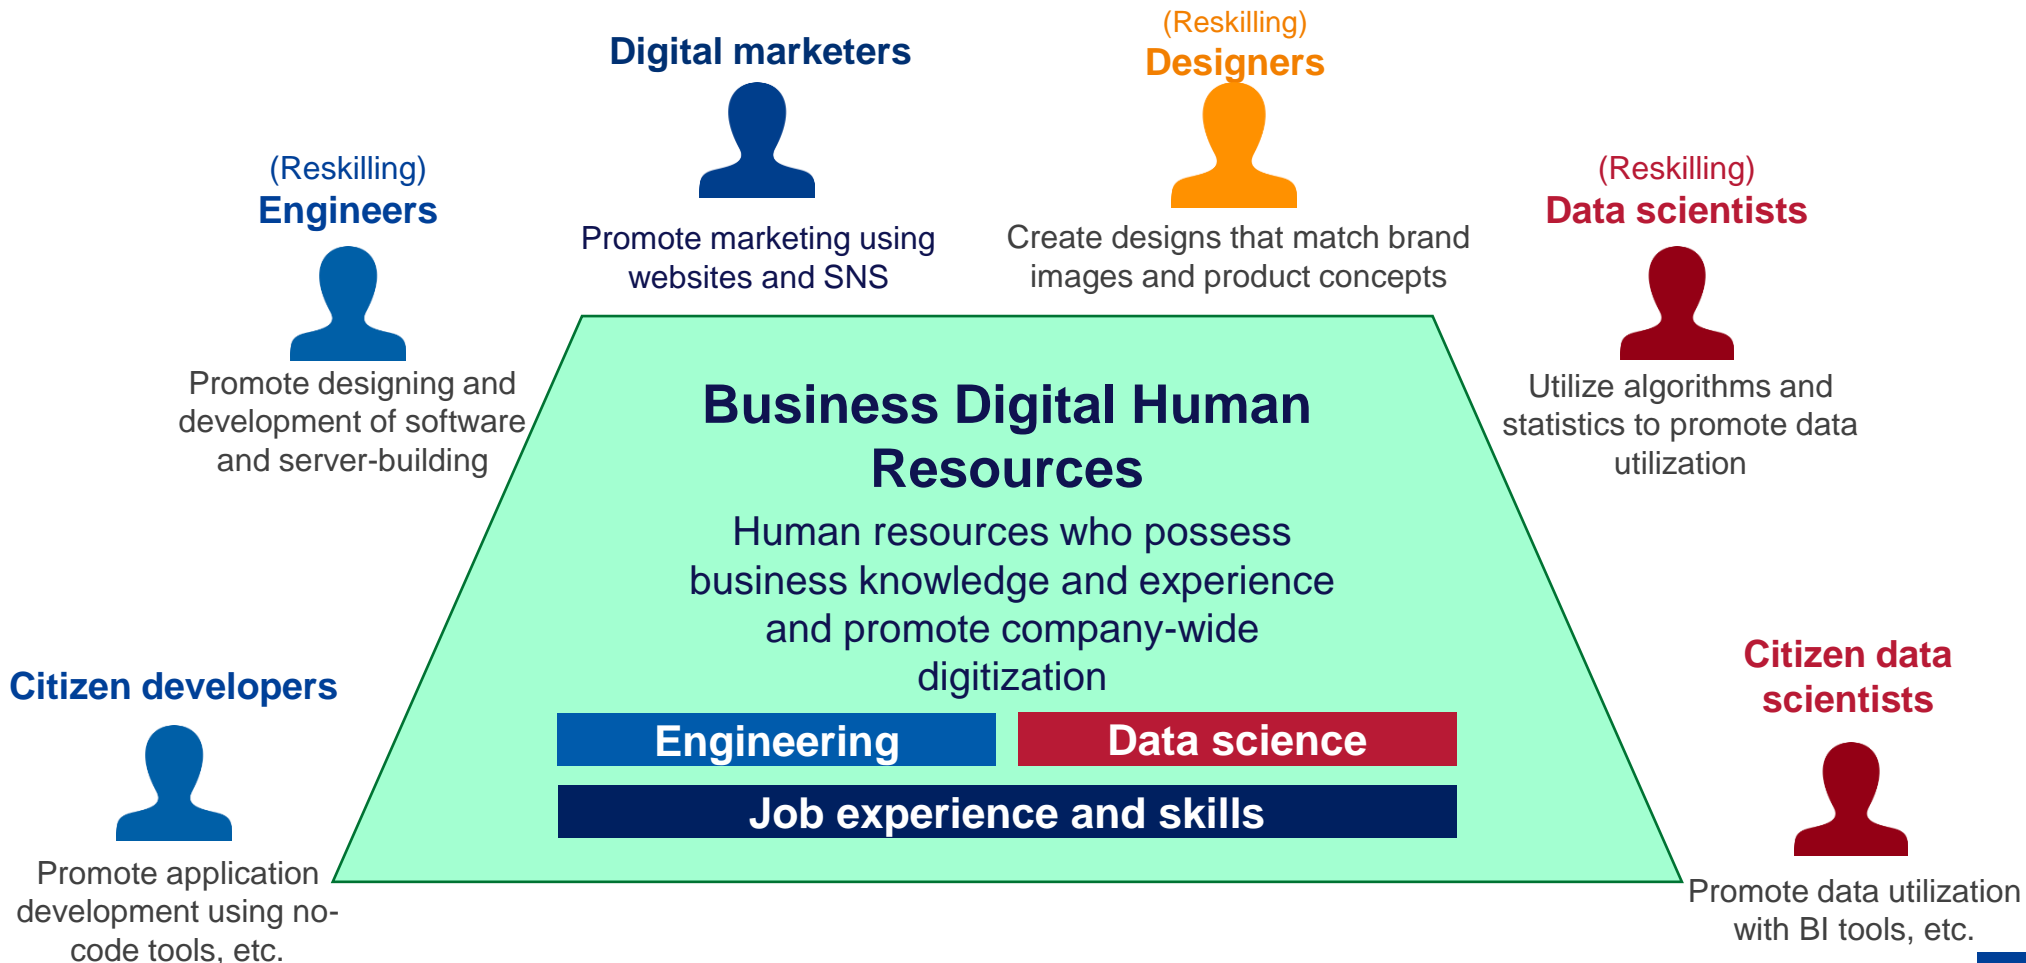 Digital marketers
Promote marketing using
websites and SNS
(Reskilling)
Designers
Create designs that match brand
images and product concepts
(Reskilling)
Engineers
Promote designing and
development of software
and server-building
(Reskilling)
Data scientists
Utilize algorithms and
statistics to promote data
utilization
Business Digital Human
Resources
Human resources who possess
business knowledge and experience
and promote company-wide
digitization
Engineering
Data science
Job experience and skills
Citizen developers
Promote application
development using no-
code tools, etc.
Citizen data
scientists
Promote data utilization
with BI tools, etc.